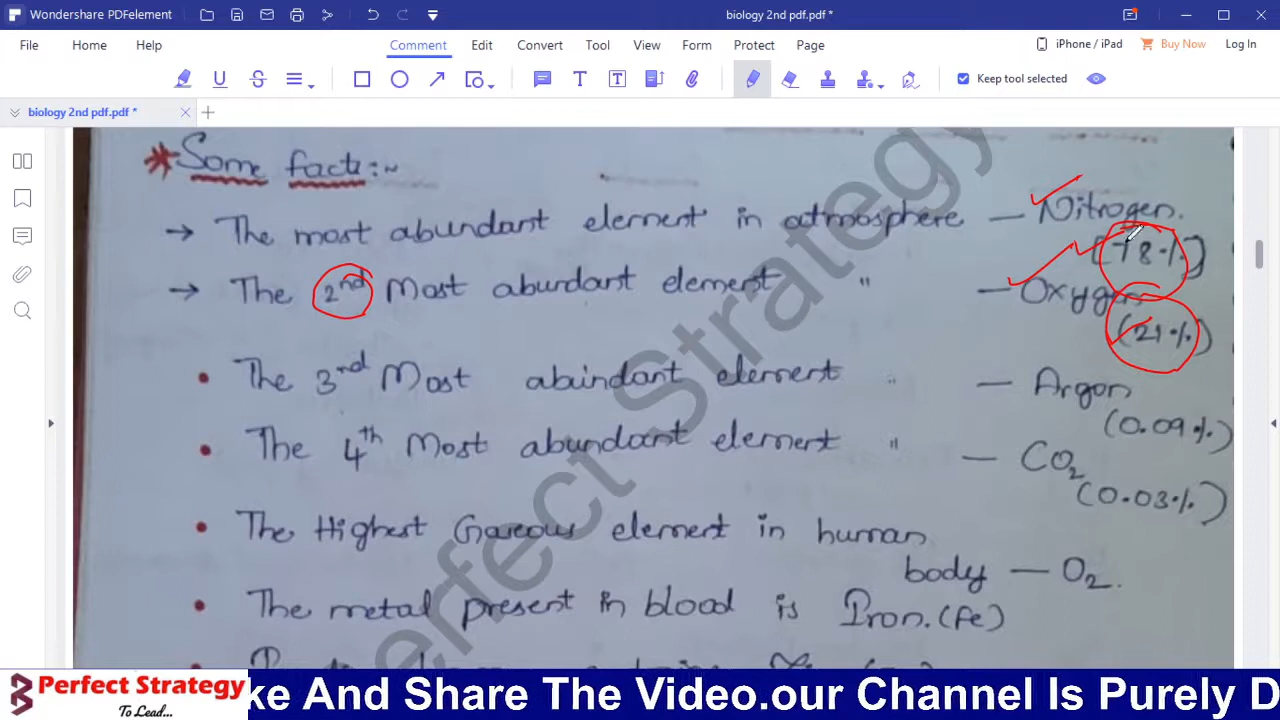 Wondershare PDFelement
biology 2nd pdf.pdf *
File Home Help Comment Edit Convert Tool View Form Protect Page iPhone / iPad Buy Now Log In
Keep tool selected
biology 2nd pdf.pdf *
Some facts:~
→ The most abundant element in atmosphere — Nitrogen.
[78%]
→ The 2nd Most abundant element " — Oxygen
(21%)
• The 3rd Most abundant element " — Argon
(0.09%)
• The 4th Most abundant element " — CO2
(0.03%)
• The Highest Gaseous element in human
body — O2.
• The metal present in blood is Iron.(Fe)
Perfect Strategy
Perfect Strategy
To Lead...
ke And Share The Video.our Channel Is Purely D